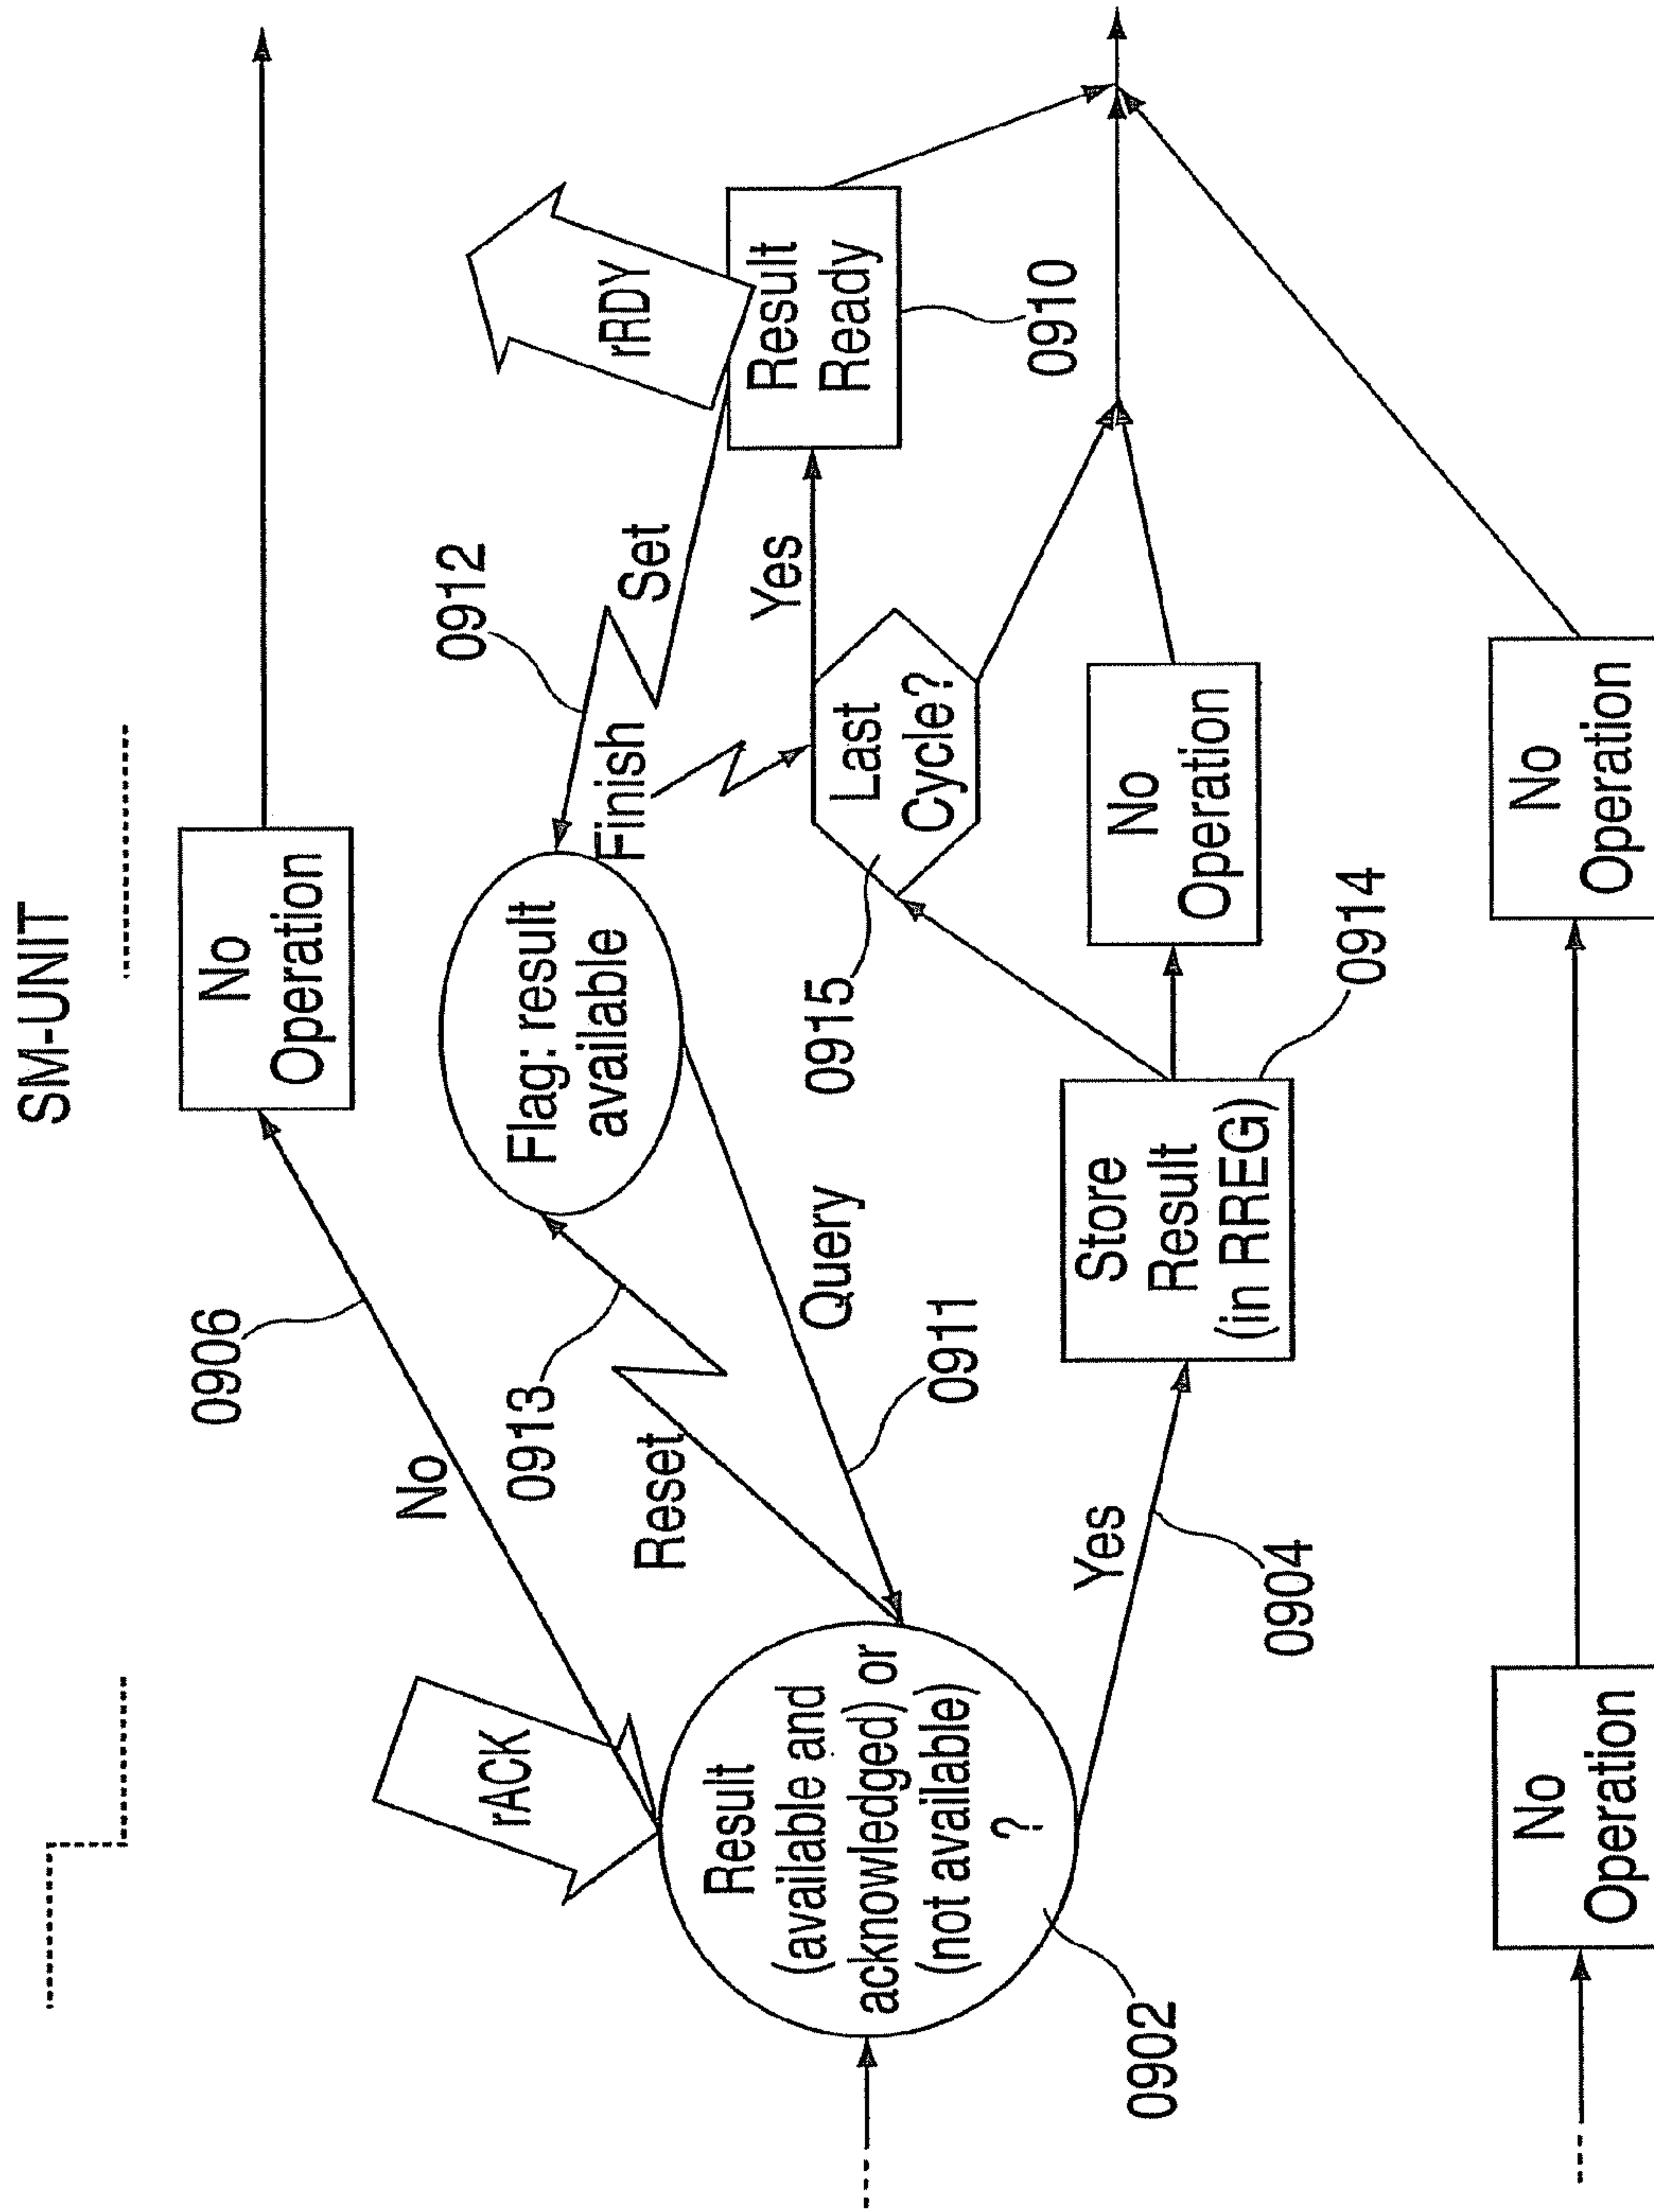 SM-UNIT
No
Operation
0906
No
rACK
Flag: result
available
0912
Set
rRDY
Finish
0913
Reset
Query
0911
Result
(available and
acknowledged) or
(not available)
?
0902
Yes
0904
Store
Result
(in RREG)
0914
0915
Last
Cycle?
Yes
Result
Ready
0910
No
Operation
No
Operation
No
Operation